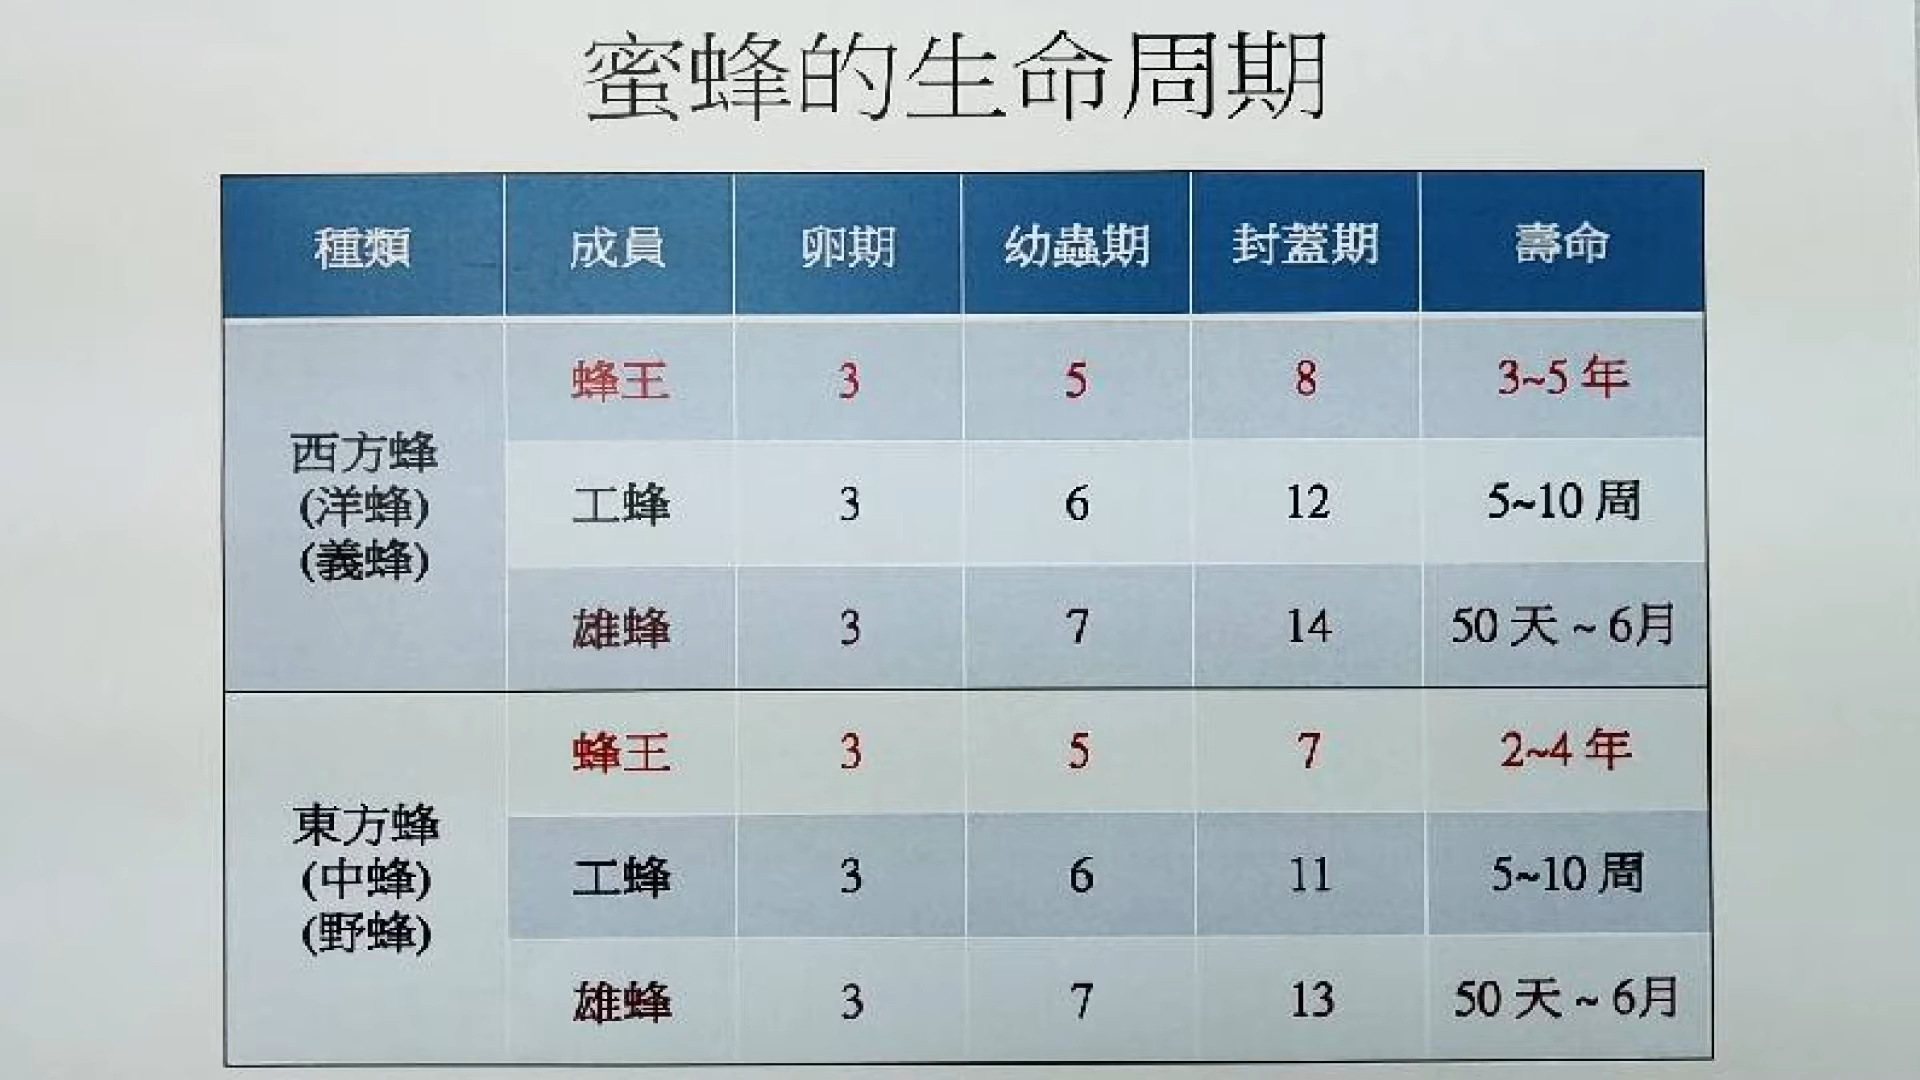 蜜蜂的生命周期
種類 成員 卵期 幼蟲期 封蓋期 壽命
西方蜂
(洋蜂)
(義蜂)
蜂王 3 5 8 3~5 年
工蜂 3 6 12 5~10 周
雄蜂 3 7 14 50 天 ~ 6月
東方蜂
(中蜂)
(野蜂)
蜂王 3 5 7 2~4 年
工蜂 3 6 11 5~10 周
雄蜂 3 7 13 50 天 ~ 6月